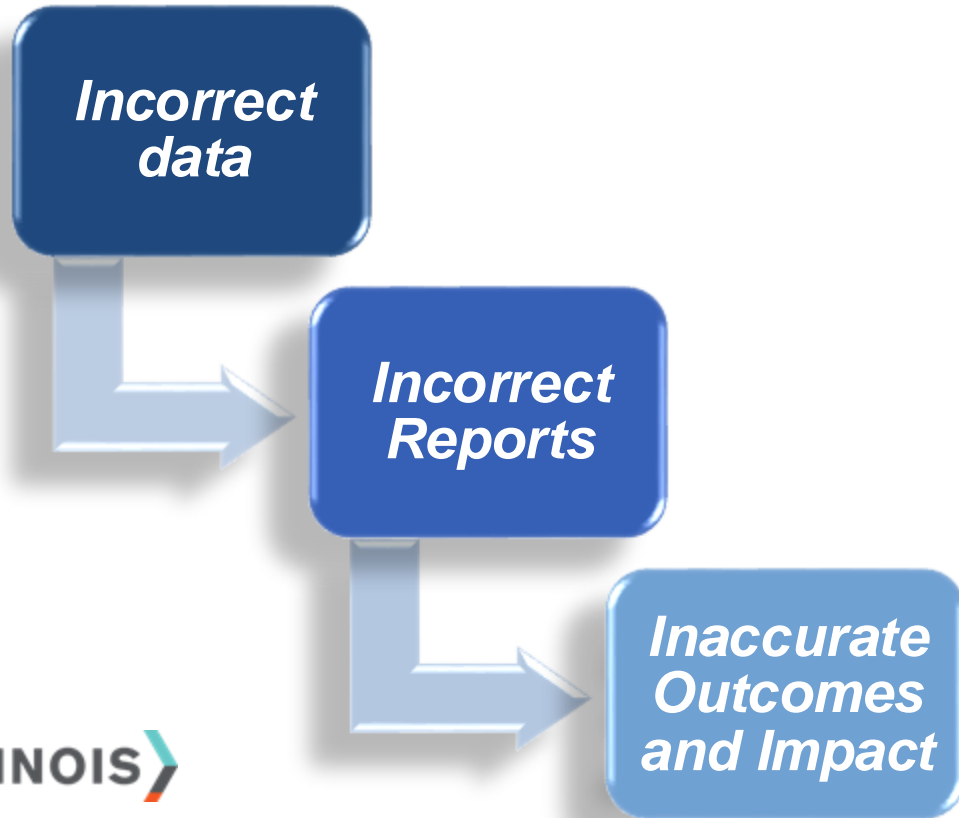 Incorrect
data
Incorrect
Reports
Inaccurate
Outcomes
and Impact
INOIS